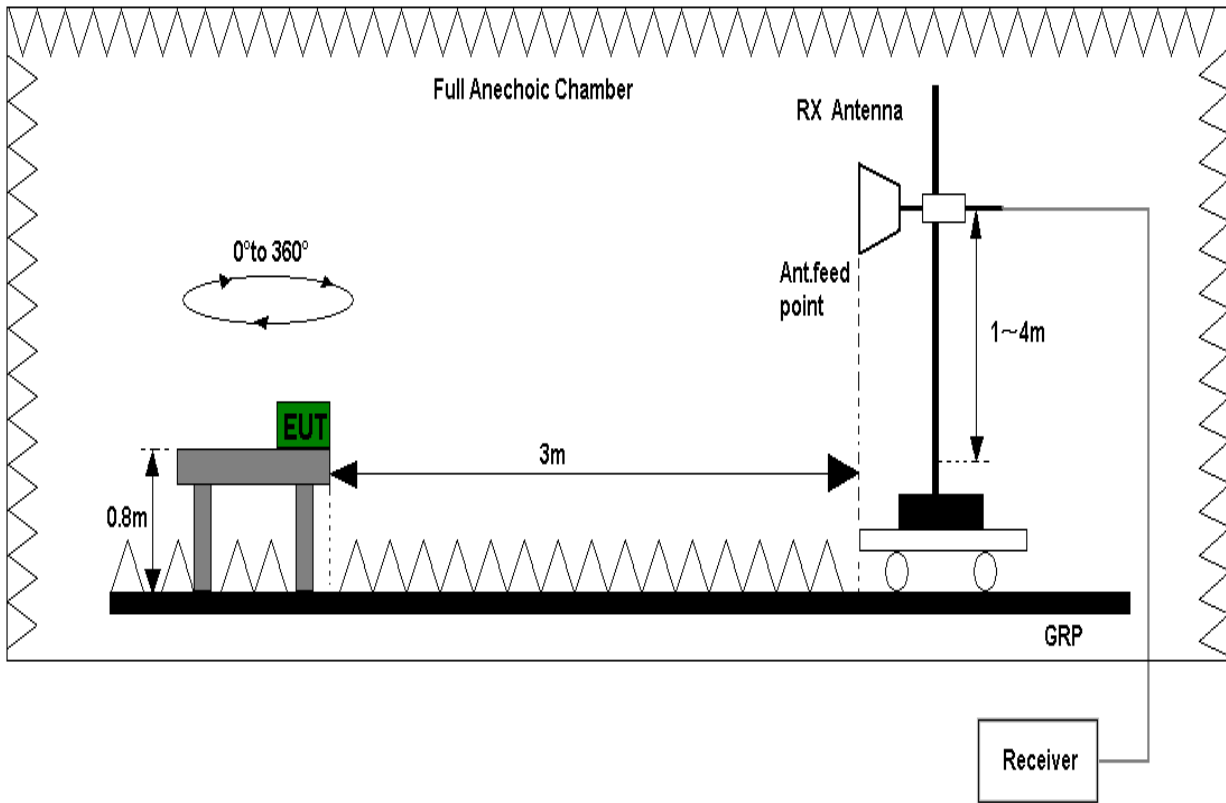 Full Anechoic Chamber
RX Antenna
0°to 360°
Ant.feed
point
1～4m
EUT
3m
0.8m
GRP
Receiver